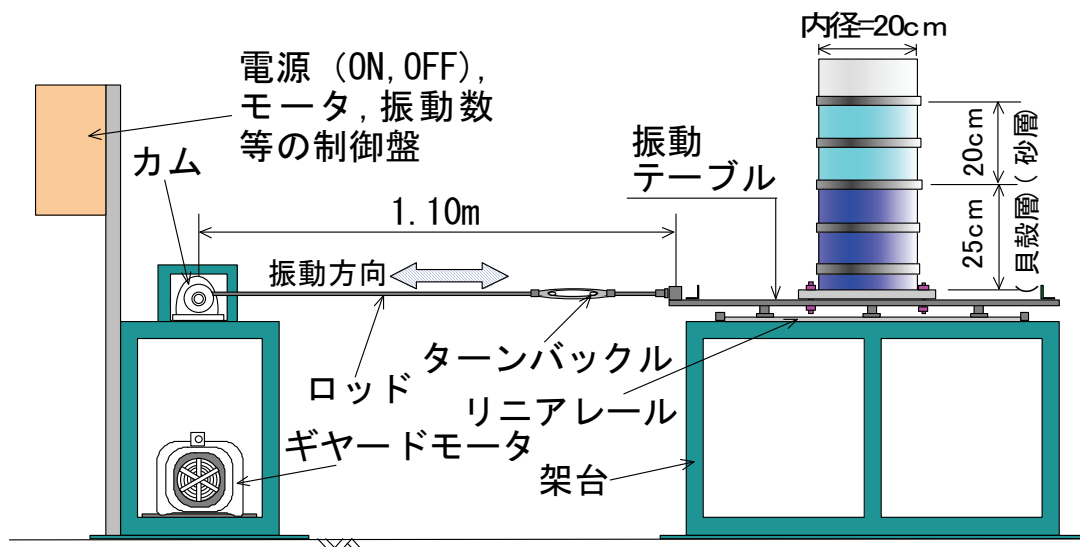 内径=20cm
電源 (ON, OFF),
モータ, 振動数
等の制御盤
カム
振動
テーブル
1.10m
振動方向
20cm
(砂層)
25cm
(貝殻層)
ターンバックル
ロッド
リニアレール
ギヤードモータ
架台